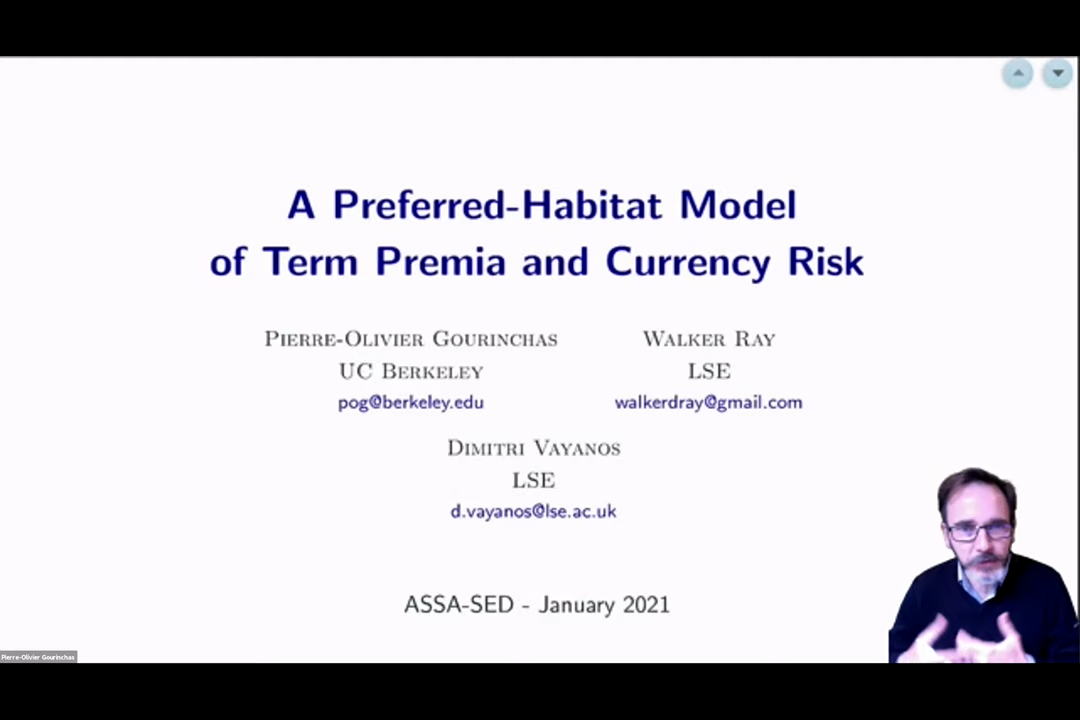 A Preferred-Habitat Model
of Term Premia and Currency Risk
Pierre-Olivier Gourinchas
UC Berkeley
pog@berkeley.edu
Walker Ray
LSE
walkerdray@gmail.com
Dimitri Vayanos
LSE
d.vayanos@lse.ac.uk
ASSA-SED - January 2021
Pierre-Olivier Gourinchas